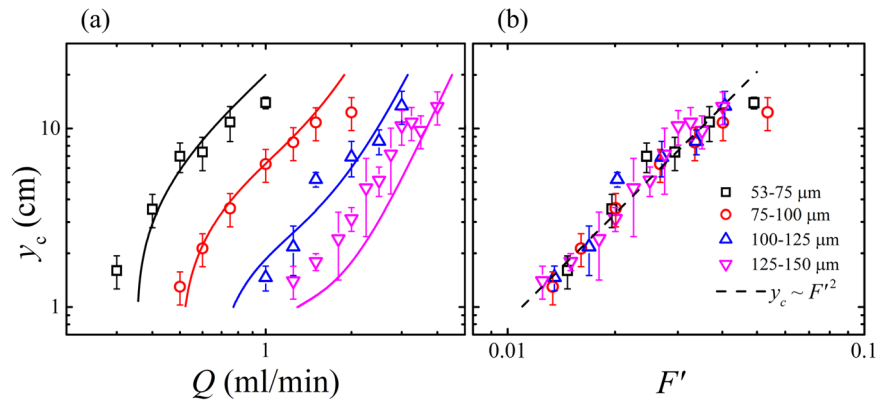 (a)
(b)
10
1
y_c (cm)
1
Q (ml/min)
53-75 μm
75-100 μm
100-125 μm
125-150 μm
y_c ~ F'^2
0.01
0.1
F'